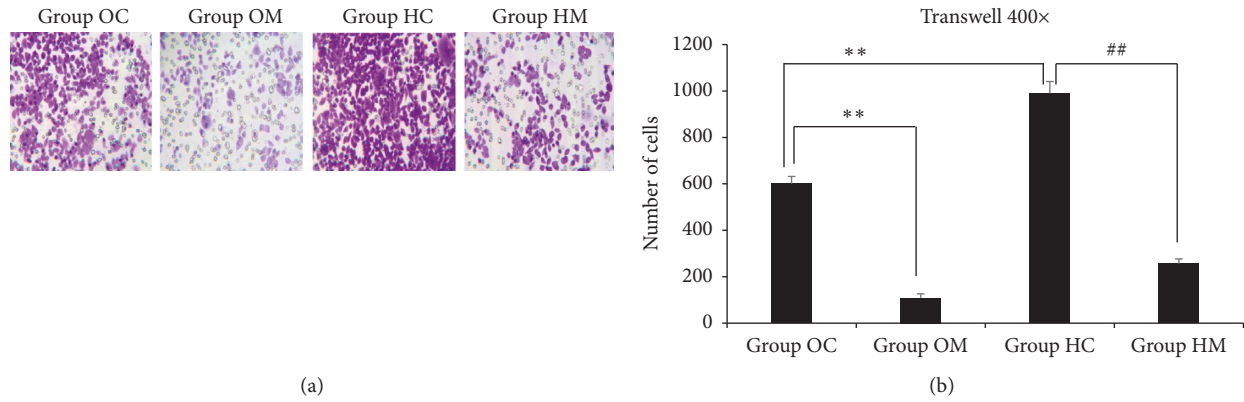 Group OC Group OM Group HC Group HM
(a)
Transwell 400×
1200
1000
800
600
400
200
0
Number of cells
**
##
**
Group OC Group OM Group HC Group HM
(b)